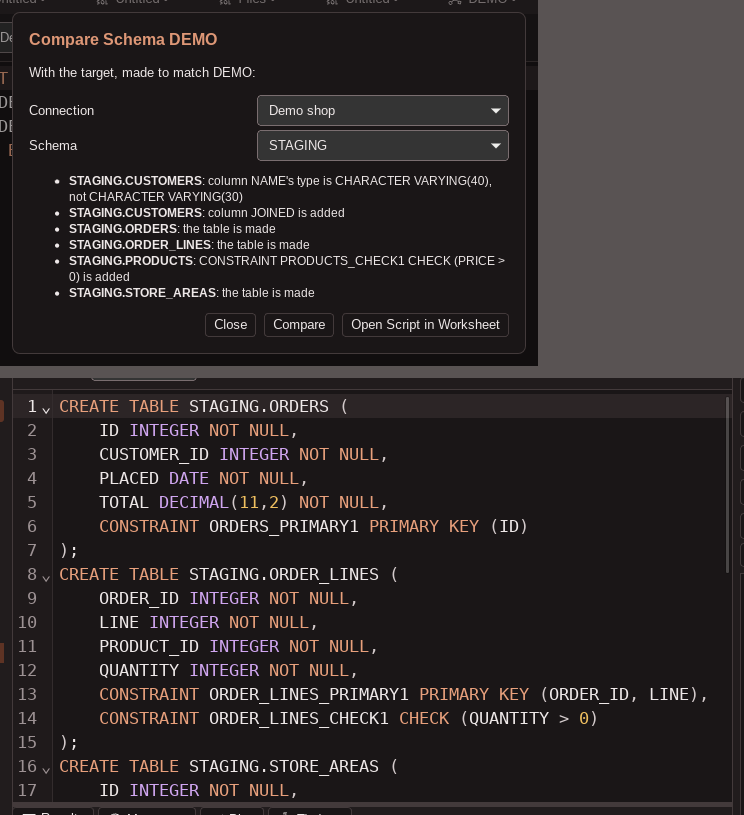 Compare Schema DEMO
With the target, made to match DEMO:
Connection Demo shop
Schema STAGING
• STAGING.CUSTOMERS: column NAME's type is CHARACTER VARYING(40),
not CHARACTER VARYING(30)
• STAGING.CUSTOMERS: column JOINED is added
• STAGING.ORDERS: the table is made
• STAGING.ORDER_LINES: the table is made
• STAGING.PRODUCTS: CONSTRAINT PRODUCTS_CHECK1 CHECK (PRICE >
0) is added
• STAGING.STORE_AREAS: the table is made
Close Compare Open Script in Worksheet
1 CREATE TABLE STAGING.ORDERS (
2 ID INTEGER NOT NULL,
3 CUSTOMER_ID INTEGER NOT NULL,
4 PLACED DATE NOT NULL,
5 TOTAL DECIMAL(11,2) NOT NULL,
6 CONSTRAINT ORDERS_PRIMARY1 PRIMARY KEY (ID)
7 );
8 CREATE TABLE STAGING.ORDER_LINES (
9 ORDER_ID INTEGER NOT NULL,
10 LINE INTEGER NOT NULL,
11 PRODUCT_ID INTEGER NOT NULL,
12 QUANTITY INTEGER NOT NULL,
13 CONSTRAINT ORDER_LINES_PRIMARY1 PRIMARY KEY (ORDER_ID, LINE),
14 CONSTRAINT ORDER_LINES_CHECK1 CHECK (QUANTITY > 0)
15 );
16 CREATE TABLE STAGING.STORE_AREAS (
17 ID INTEGER NOT NULL,